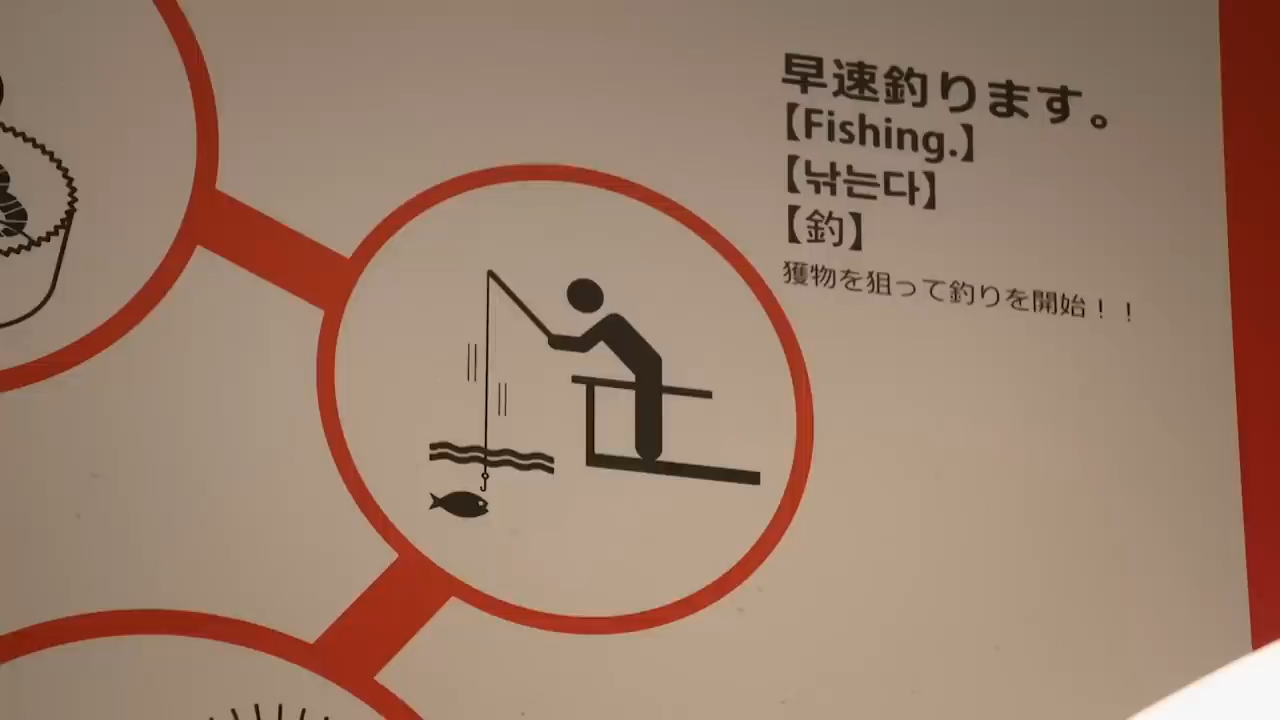 早速釣ります。
【Fishing.】
【낚는다】
【釣】
獲物を狙って釣りを開始！！